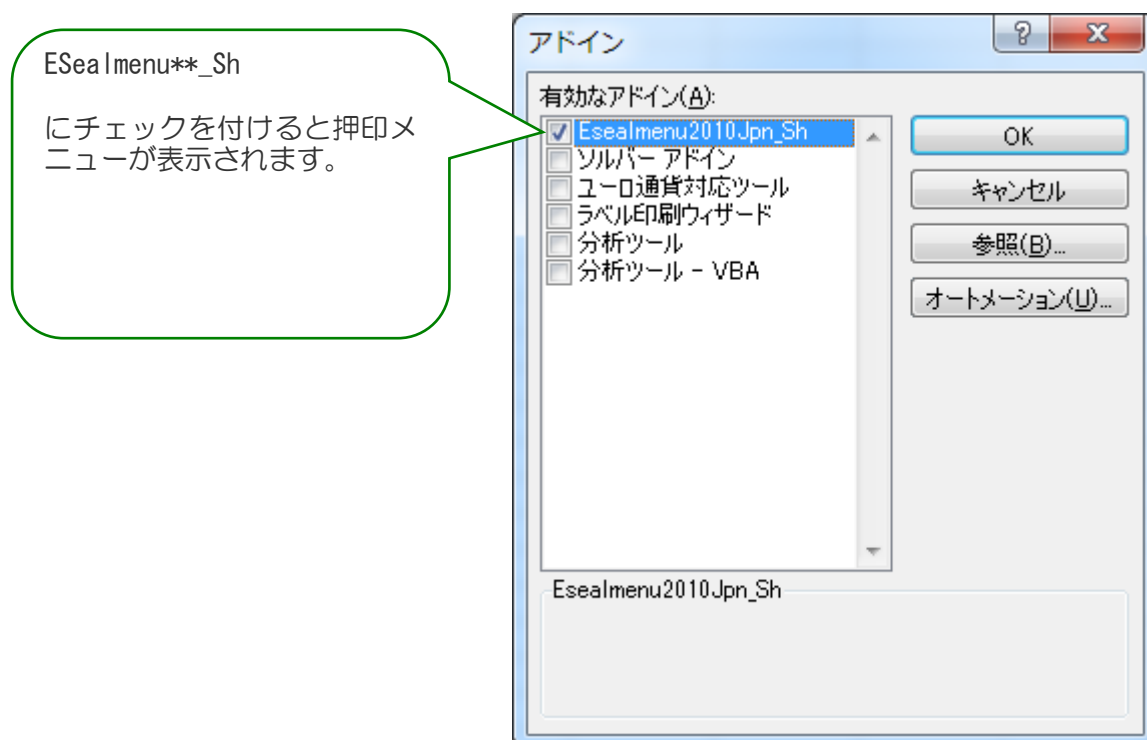 ESealmenu**_Sh
にチェックを付けると押印メ
ニューが表示されます。
アドイン
有効なアドイン(A):
Esealmenu2010Jpn_Sh
ソルバー アドイン
ユーロ通貨対応ツール
ラベル印刷ウィザード
分析ツール
分析ツール - VBA
OK
キャンセル
参照(B)...
オートメーション(U)...
Esealmenu2010Jpn_Sh